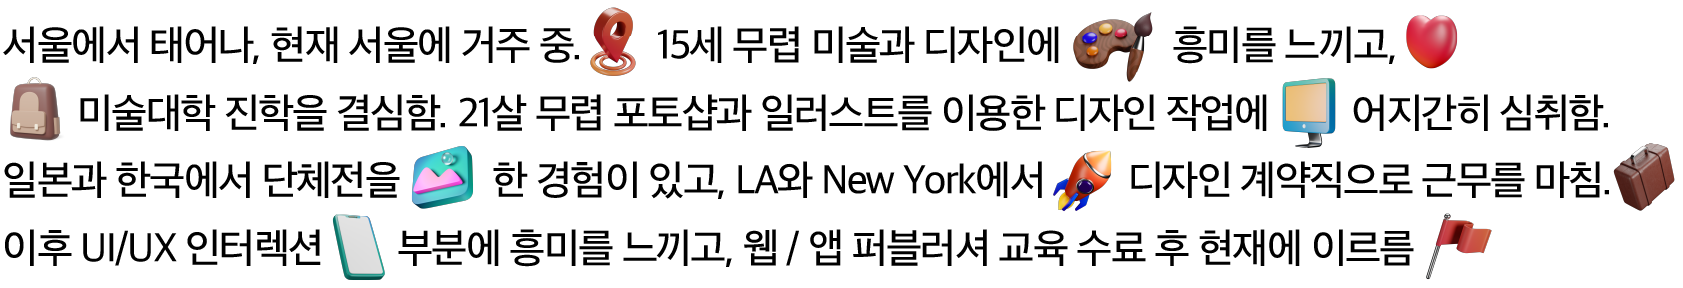 서울에서 태어나, 현재 서울에 거주 중. 15세 무렵 미술과 디자인에 흥미를 느끼고,
미술대학 진학을 결심함. 21살 무렵 포토샵과 일러스트를 이용한 디자인 작업에 어지간히 심취함.
일본과 한국에서 단체전을 한 경험이 있고, LA와 New York에서 디자인 계약직으로 근무를 마침.
이후 UI/UX 인터렉션 부분에 흥미를 느끼고, 웹 / 앱 퍼블러셔 교육 수료 후 현재에 이르름